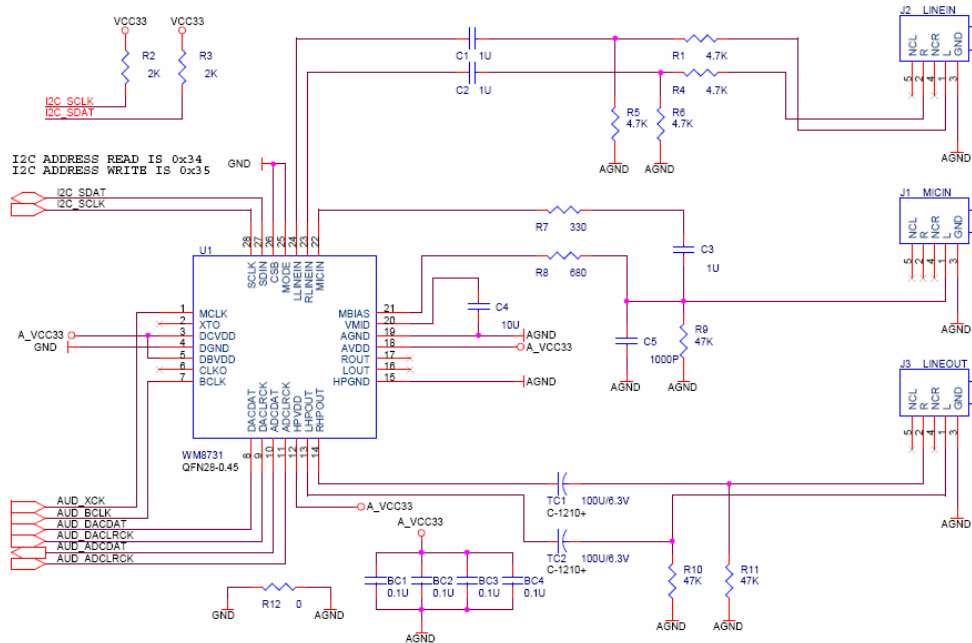 VCC33 VCC33
R2 2K
R3 2K
I2C_SCLK
I2C_SDAT
I2C ADDRESS READ IS 0x34
I2C ADDRESS WRITE IS 0x35
I2C_SDAT
I2C_SCLK
GND
C1 1U
C2 1U
R1 4.7K
R4 4.7K
R5 4.7K
R6 4.7K
AGND AGND
J2 LINEIN
NCL R NCR L GND
5 2 4 1 3
AGND
J1 MICIN
NCL R NCR L GND
5 2 4 1 3
AGND
R7 330
R8 680
C3 1U
C4 10U
C5 1000P
R9 47K
AGND AGND
AGND
A_VCC33
AGND
U1
28 27 26 25 24 23 22
SCLK SDIN CSB MODE LLINEIN RLINEIN MICIN
1 MCLK
2 XTO
3 DCVDD
4 DGND
5 DBVDD
6 CLKO
7 BCLK
MBIAS 21
VMID 20
AGND 19
AVDD 18
ROUT 17
LOUT 16
HPGND 15
DACDAT DACLRCK ADCDAT ADCLRCK HPVDD LHPOUT RHPOUT
8 9 10 11 12 13 14
A_VCC33
GND
WM8731
QFN28-0.45
J3 LINEOUT
NCL R NCR L GND
5 2 4 1 3
AGND
AUD_XCK
AUD_BCLK
AUD_DACDAT
AUD_DACLRCK
AUD_ADCDAT
AUD_ADCLRCK
A_VCC33
TC1 100U/6.3V
C-1210+
TC2 100U/6.3V
C-1210+
R10 47K
R11 47K
AGND AGND
A_VCC33
BC1 0.1U
BC2 0.1U
BC3 0.1U
BC4 0.1U
AGND
R12 0
GND AGND